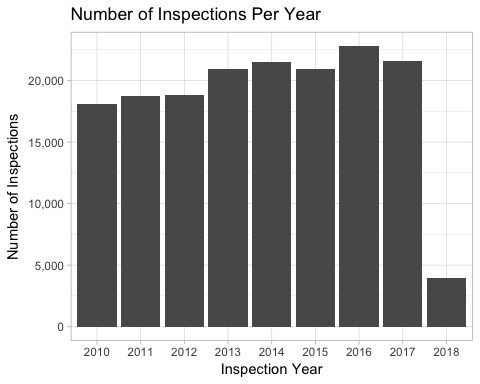 Number of Inspections Per Year
Number of Inspections
20,000
15,000
10,000
5,000
0
2010 2011 2012 2013 2014 2015 2016 2017 2018
Inspection Year